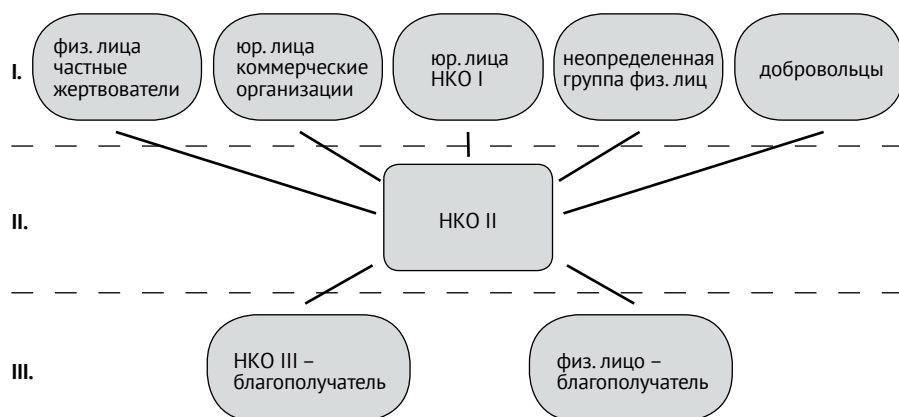 I.
физ. лица
частные
жертвователи
юр. лица
коммерческие
организации
юр. лица
НКО I
неопределенная
группа физ. лиц
добровольцы
II.
НКО II
III.
НКО III –
благополучатель
физ. лицо –
благополучатель